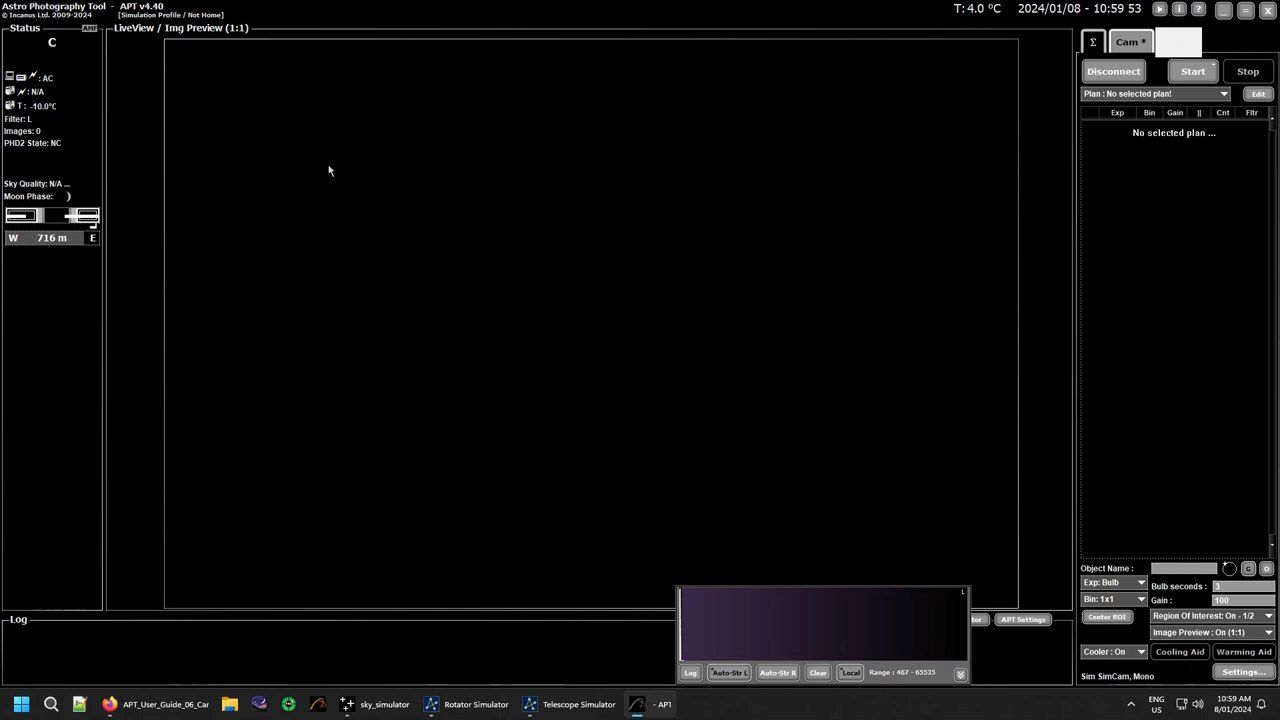 Astro Photography Tool - APT v4.40
© Incanus Ltd. 2009-2024 [Simulation Profile / Not Home]
T: 4.0 °C 2024/01/08 - 10:59 53
i ?
Status AMF
C
: AC
: N/A
T : -10.0°C
Filter: L
Images: 0
PHD2 State: NC
Sky Quality: N/A ...
Moon Phase:
W 716 m E
LiveView / Img Preview (1:1)
L
Log Auto-Str L Auto-Str R Clear Local Range : 467 - 65535
Log
tor APT Settings
Σ Cam *
Disconnect Start Stop
Plan : No selected plan! Edit
Exp Bin Gain || Cnt Fltr
No selected plan ...
Object Name :
Exp: Bulb Bulb seconds : 3
Bin: 1x1 Gain : 100
Center ROI Region Of Interest: On - 1/2
Image Preview : On (1:1)
Cooler : On Cooling Aid Warming Aid
Sim SimCam, Mono Settings...
APT_User_Guide_06_Car
sky_simulator
Rotator Simulator
Telescope Simulator
- APT
ENG
US
10:59 AM
8/01/2024